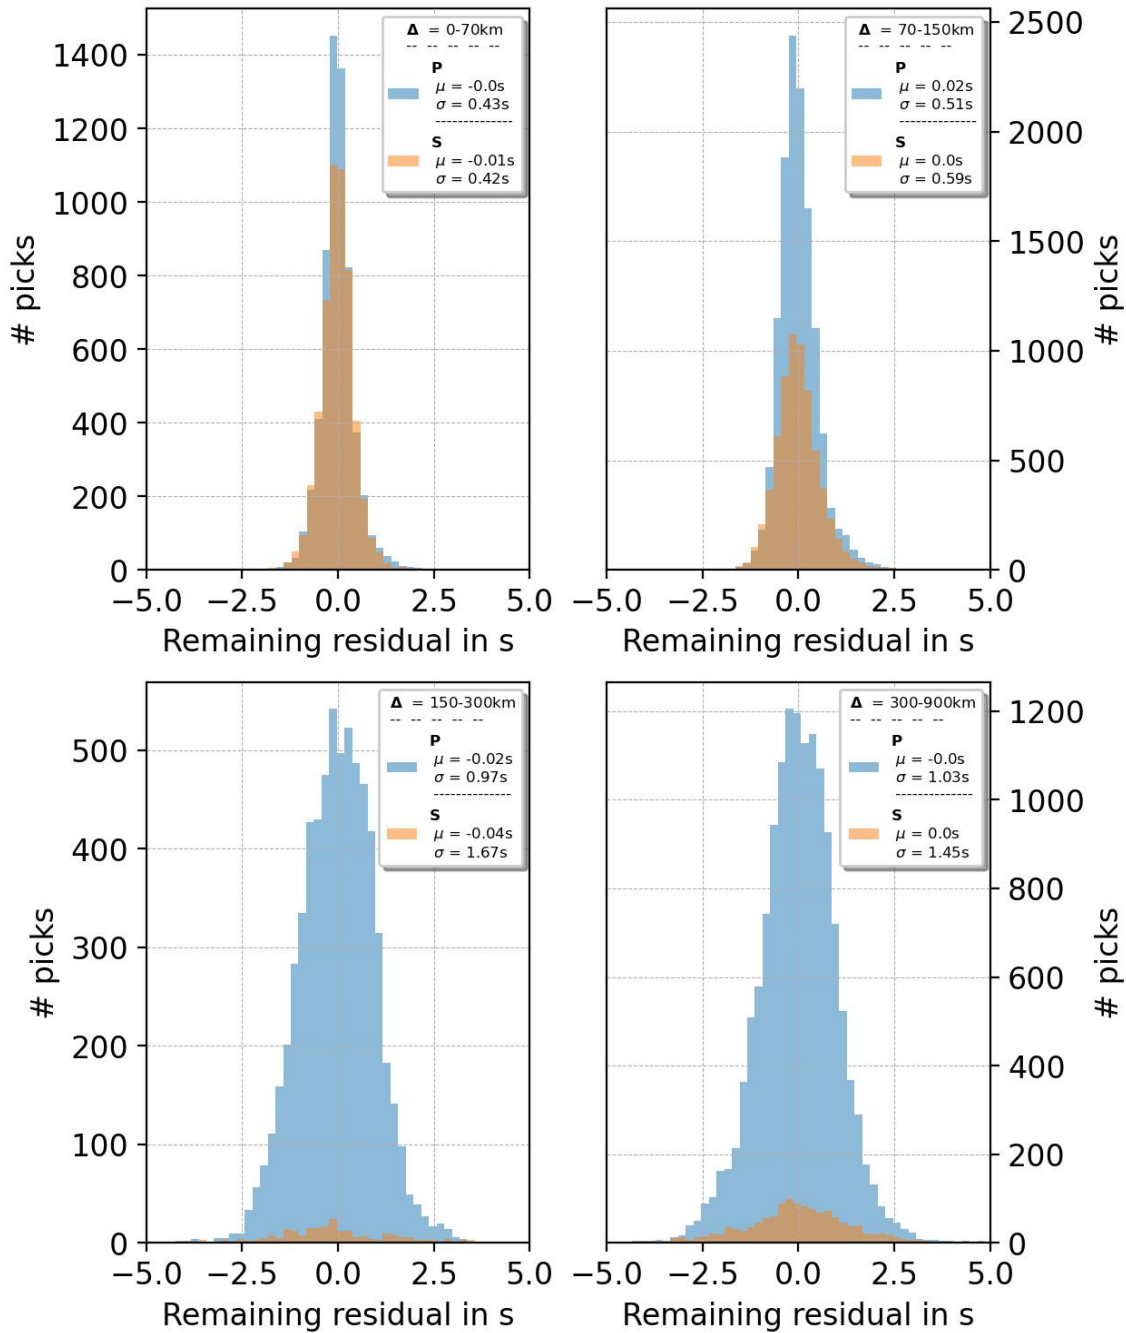 Δ = 0-70km
-- -- -- -- --
P
μ = -0.0s
σ = 0.43s
--------------
S
μ = -0.01s
σ = 0.42s
1400
1200
1000
800
600
400
200
0
# picks
−5.0 −2.5 0.0 2.5 5.0
Remaining residual in s
Δ = 70-150km
-- -- -- -- --
P
μ = 0.02s
σ = 0.51s
--------------
S
μ = 0.0s
σ = 0.59s
2500
2000
1500
1000
500
0
# picks
−5.0 −2.5 0.0 2.5 5.0
Remaining residual in s
Δ = 150-300km
-- -- -- -- --
P
μ = -0.02s
σ = 0.97s
--------------
S
μ = -0.04s
σ = 1.67s
500
400
300
200
100
0
# picks
−5.0 −2.5 0.0 2.5 5.0
Remaining residual in s
Δ = 300-900km
-- -- -- -- --
P
μ = -0.0s
σ = 1.03s
--------------
S
μ = 0.0s
σ = 1.45s
1200
1000
800
600
400
200
0
# picks
−5.0 −2.5 0.0 2.5 5.0
Remaining residual in s